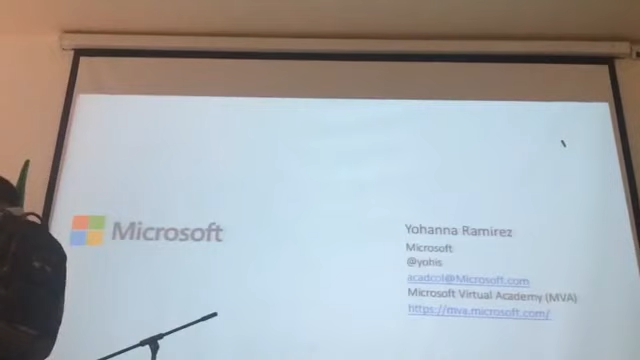 Microsoft
Yohanna Ramirez
Microsoft
@yohis
acadcol@Microsoft.com
Microsoft Virtual Academy (MVA)
https://mva.microsoft.com/